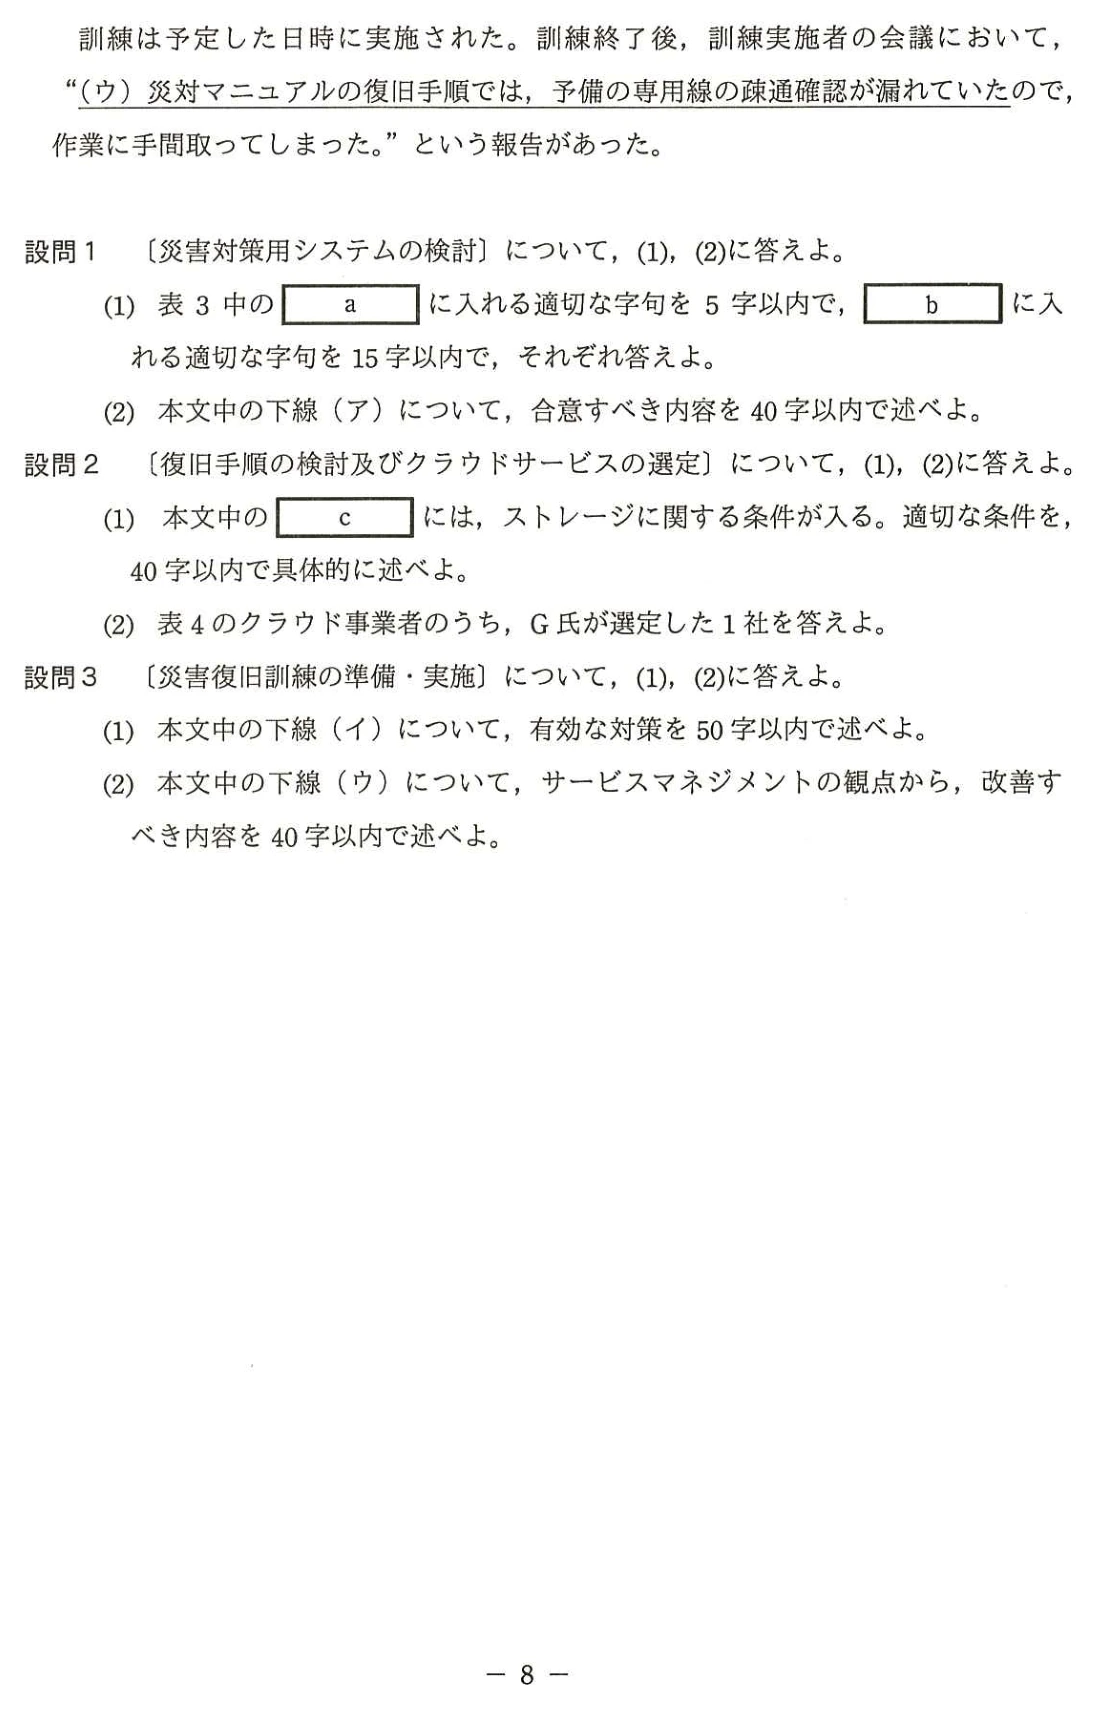 訓練は予定した日時に実施された。訓練終了後，訓練実施者の会議において，
“（ウ）災対マニュアルの復旧手順では，予備の専用線の疎通確認が漏れていたので，
作業に手間取ってしまった。”という報告があった。
設問1 〔災害対策用システムの検討〕について，(1)，(2)に答えよ。
(1) 表 3 中の a に入れる適切な字句を 5 字以内で， b に入
れる適切な字句を 15 字以内で，それぞれ答えよ。
(2) 本文中の下線（ア）について，合意すべき内容を 40 字以内で述べよ。
設問2 〔復旧手順の検討及びクラウドサービスの選定〕について，(1)，(2)に答えよ。
(1) 本文中の c には，ストレージに関する条件が入る。適切な条件を，
40 字以内で具体的に述べよ。
(2) 表 4 のクラウド事業者のうち，G 氏が選定した 1 社を答えよ。
設問3 〔災害復旧訓練の準備・実施〕について，(1)，(2)に答えよ。
(1) 本文中の下線（イ）について，有効な対策を 50 字以内で述べよ。
(2) 本文中の下線（ウ）について，サービスマネジメントの観点から，改善す
べき内容を 40 字以内で述べよ。
― 8 ―